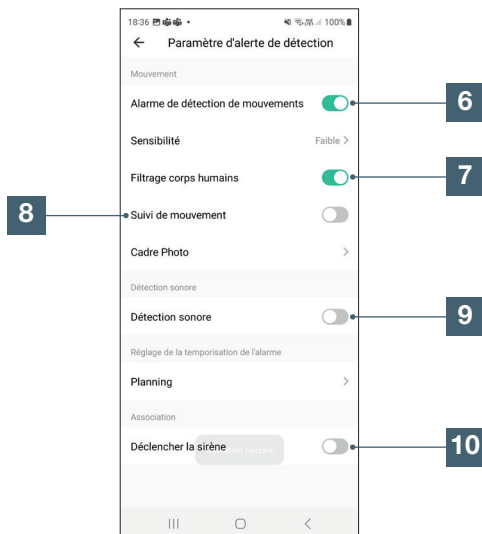 18:36 100%
Paramètre d'alerte de détection
Mouvement
Alarme de détection de mouvements
6
Sensibilité Faible >
Filtrage corps humains
7
8
Suivi de mouvement
Cadre Photo >
Détection sonore
Détection sonore
9
Réglage de la temporisation de l'alarme
Planning >
Association
Déclencher la sirène
10